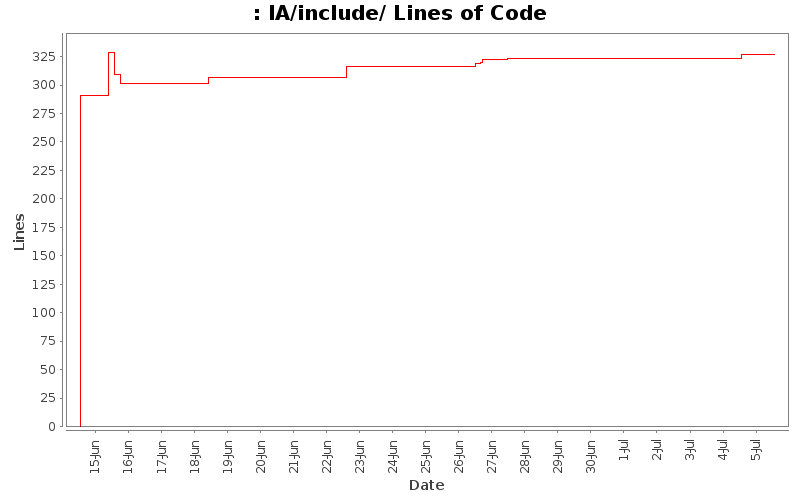 : IA/include/ Lines of Code
325
300
275
250
225
200
175
150
125
100
75
50
25
0
Lines
15-Jun
16-Jun
17-Jun
18-Jun
19-Jun
20-Jun
21-Jun
22-Jun
23-Jun
24-Jun
25-Jun
26-Jun
27-Jun
28-Jun
29-Jun
30-Jun
1-Jul
2-Jul
3-Jul
4-Jul
5-Jul
Date